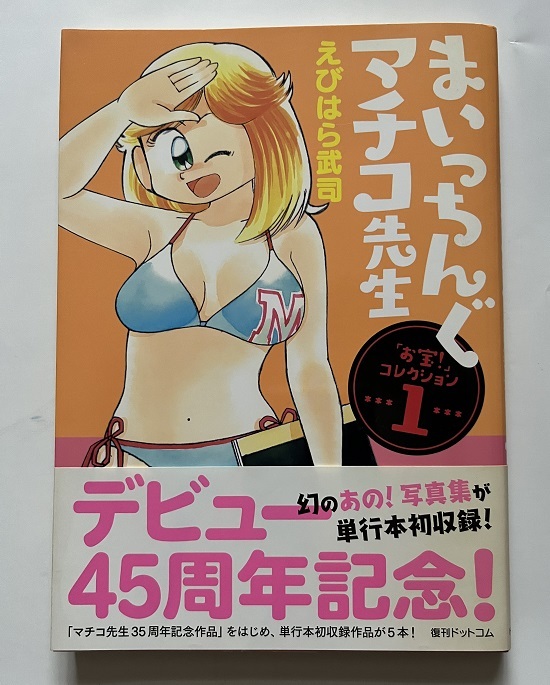 まいっちんぐ
マチコ先生
えびはら武司
「お宝!」
コレクション
1
M
幻のあの!写真集が
単行本初収録!
デビュー
45周年記念!
「マチコ先生35周年記念作品」をはじめ、単行本初収録作品が5本! 復刊ドットコム